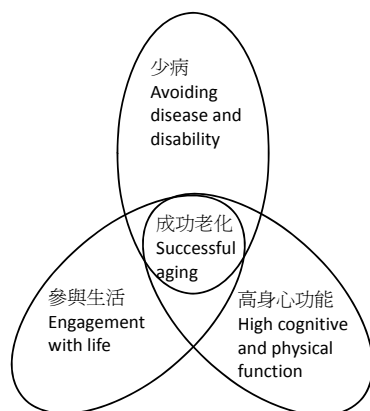 少病
Avoiding
disease and
disability
成功老化
Successful
aging
參與生活
Engagement
with life
高身心功能
High cognitive
and physical
function